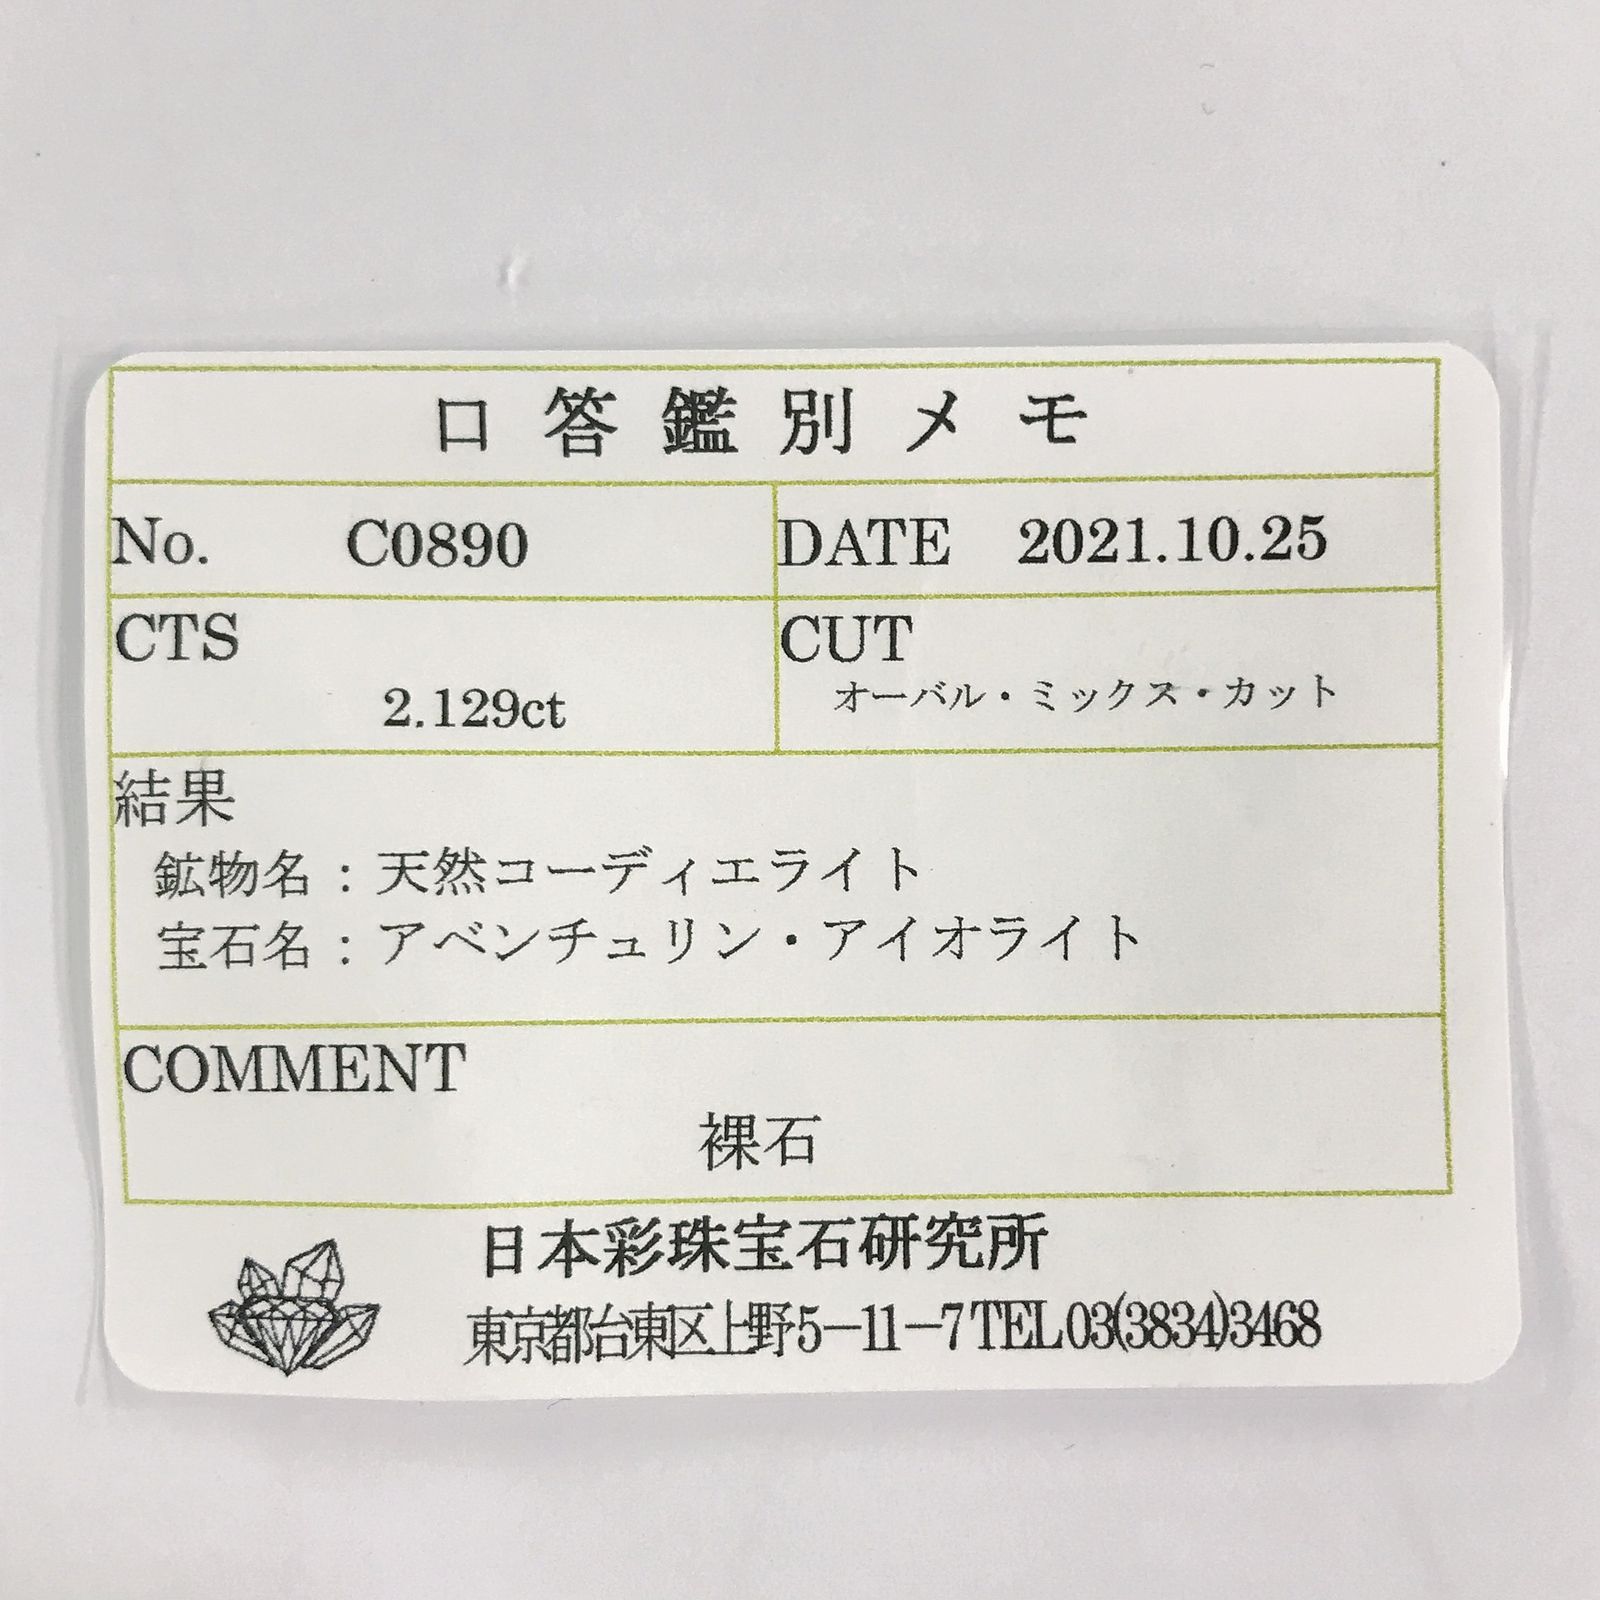 口答鑑別メモ
No. C0890 DATE 2021.10.25
CTS CUT
2.129ct オーバル・ミックス・カット
結果
鉱物名：天然コーディエライト
宝石名：アベンチュリン・アイオライト
COMMENT
裸石
日本彩珠宝石研究所
東京都台東区上野5－11－7 TEL 03(3834)3468